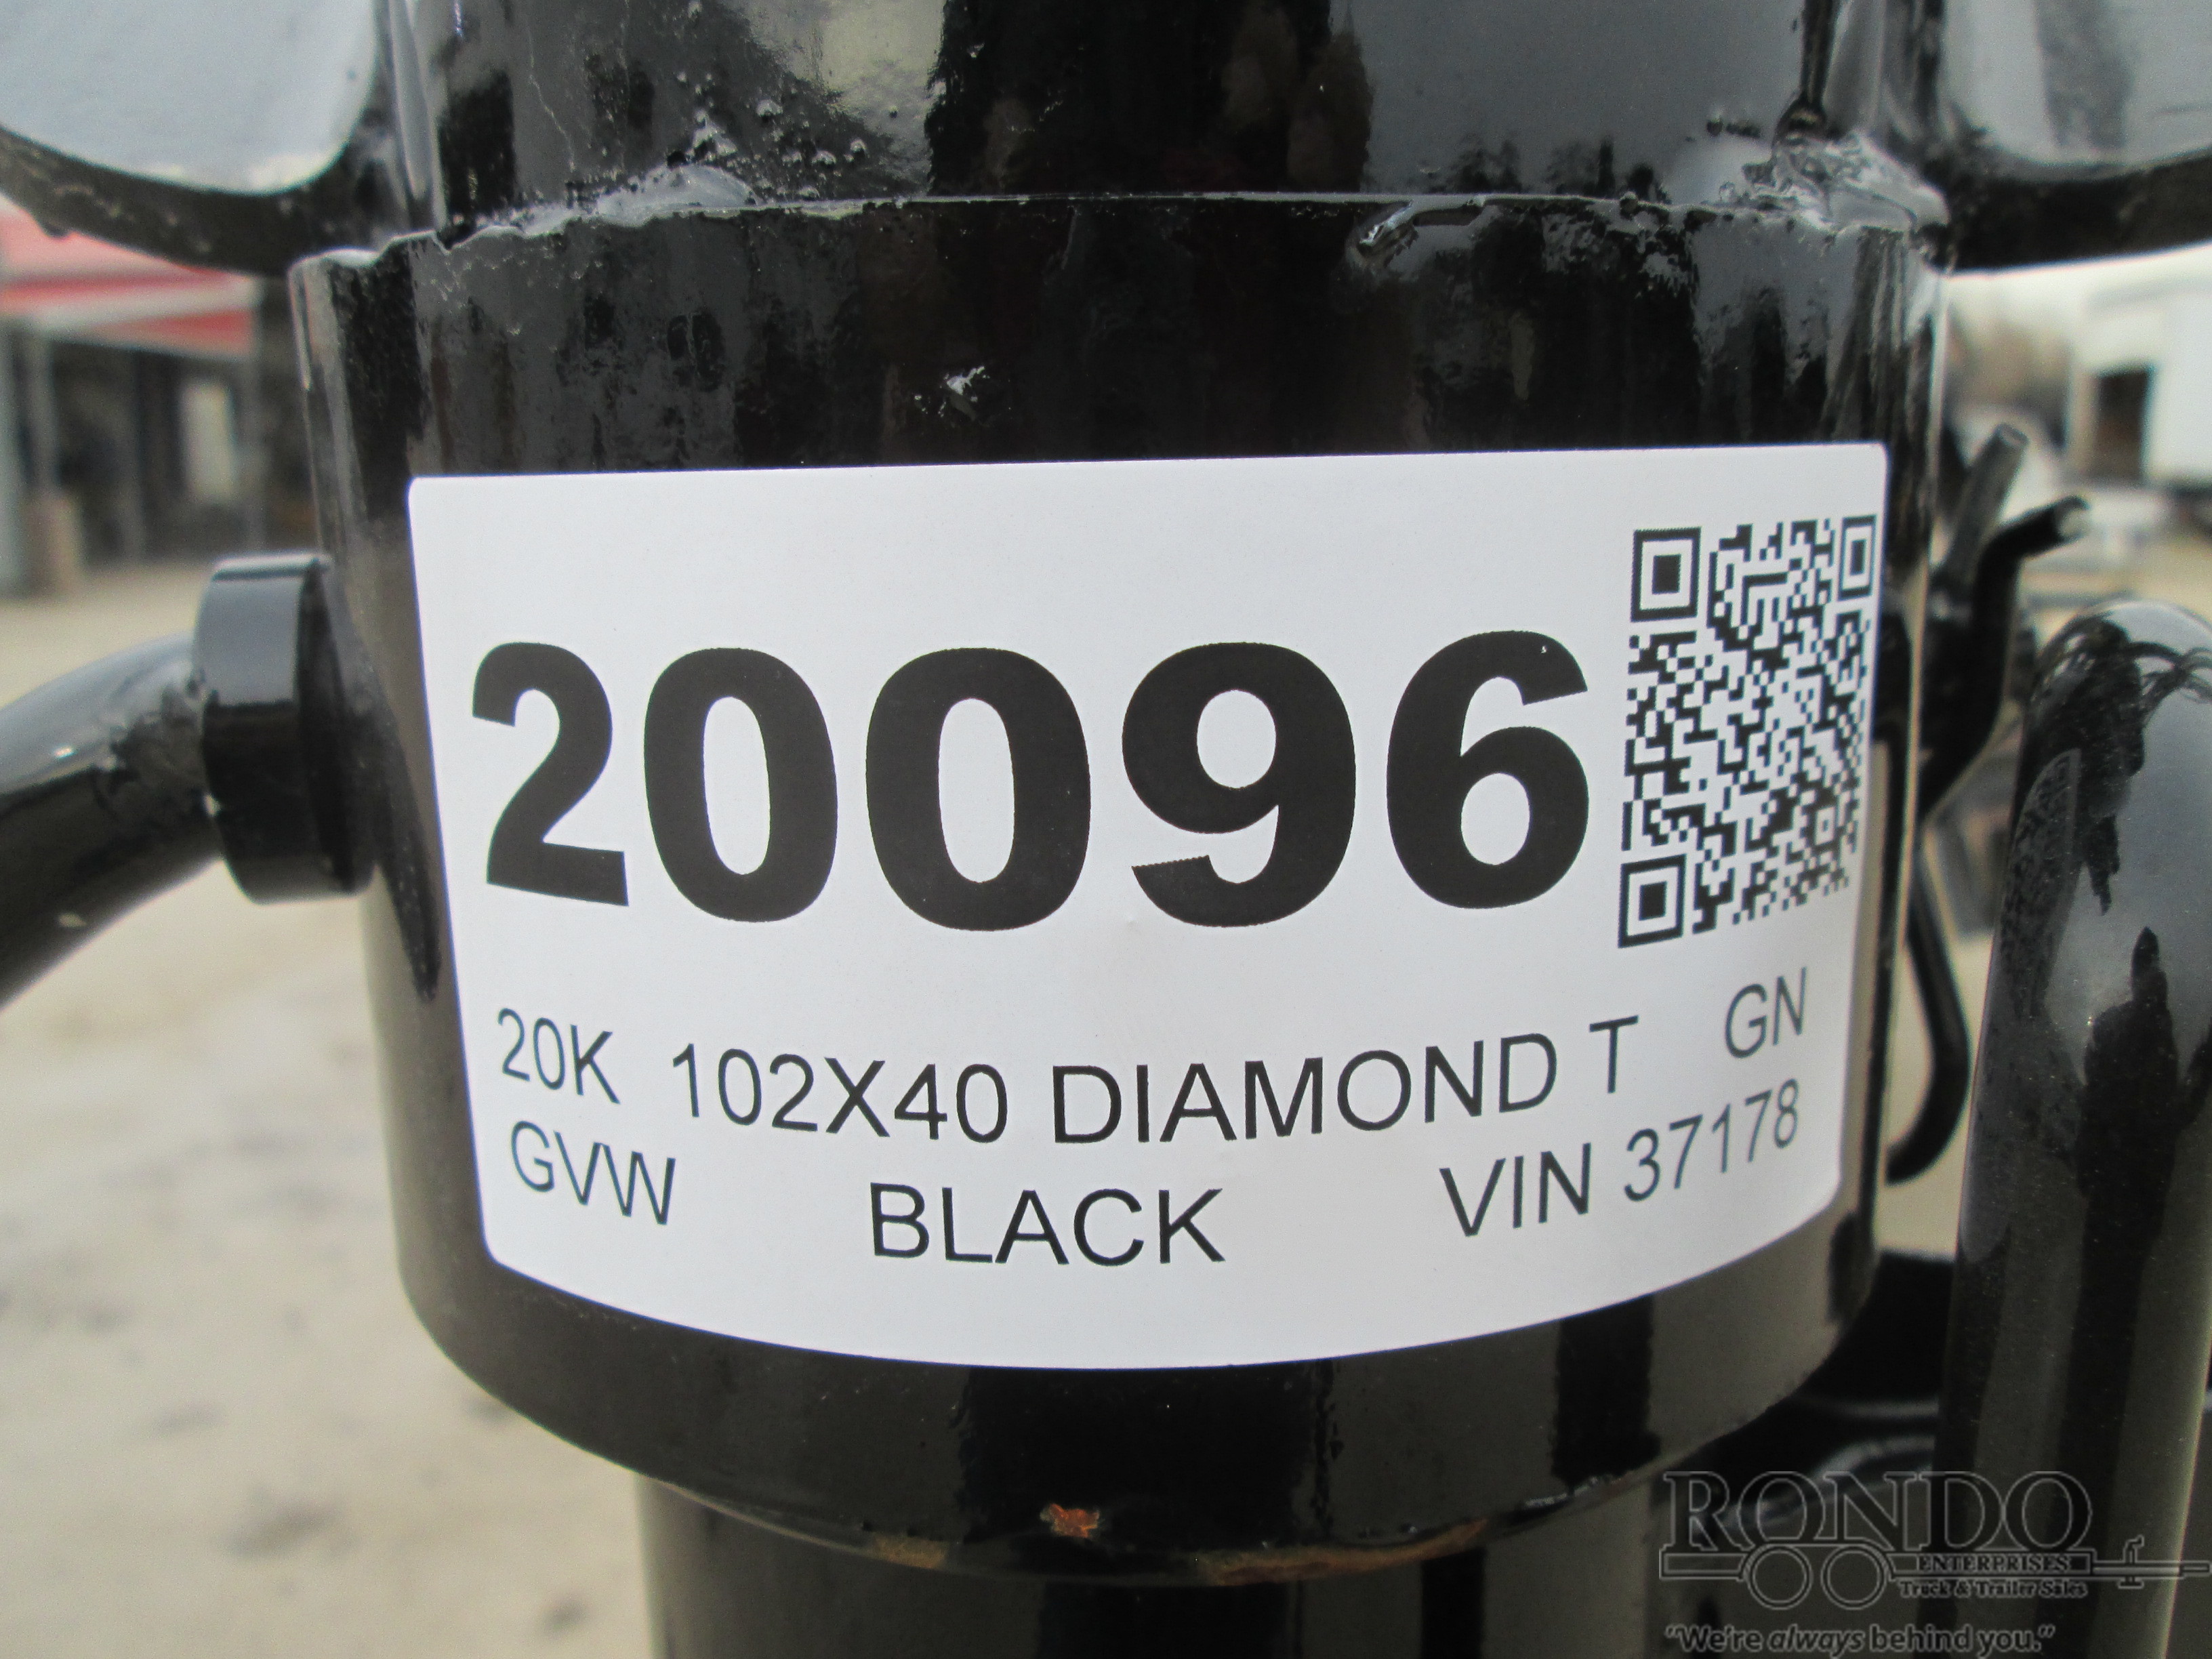 20096
20K 102X40 DIAMOND T GN
GVW BLACK VIN 37178
RONDO
ENTERPRISES
Truck & Trailer Sales
"We're always behind you."